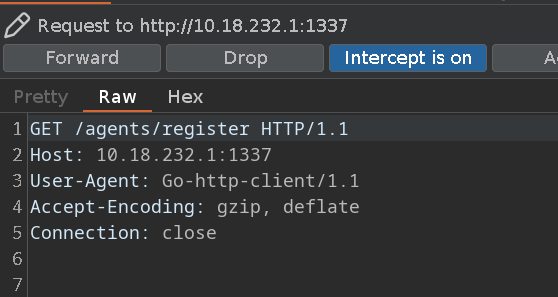 Request to http://10.18.232.1:1337
Forward Drop Intercept is on
Pretty Raw Hex
1 GET /agents/register HTTP/1.1
2 Host: 10.18.232.1:1337
3 User-Agent: Go-http-client/1.1
4 Accept-Encoding: gzip, deflate
5 Connection: close
6
7